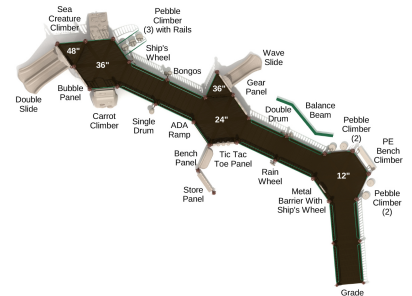 Sea
Creature
Climber
Pebble
Climber
(3) with Rails
48"
36"
Ship's
Wheel
Bongos
Wave
Slide
Double
Slide
Bubble
Panel
Carrot
Climber
Single
Drum
ADA
Ramp
36"
24"
Gear
Panel
Double
Drum
Balance
Beam
Bench
Panel
Tic Tac
Toe Panel
Store
Panel
Rain
Wheel
Metal
Barrier With
Ship's Wheel
Pebble
Climber
(2)
PE
Bench
Climber
12"
Pebble
Climber
(2)
Grade